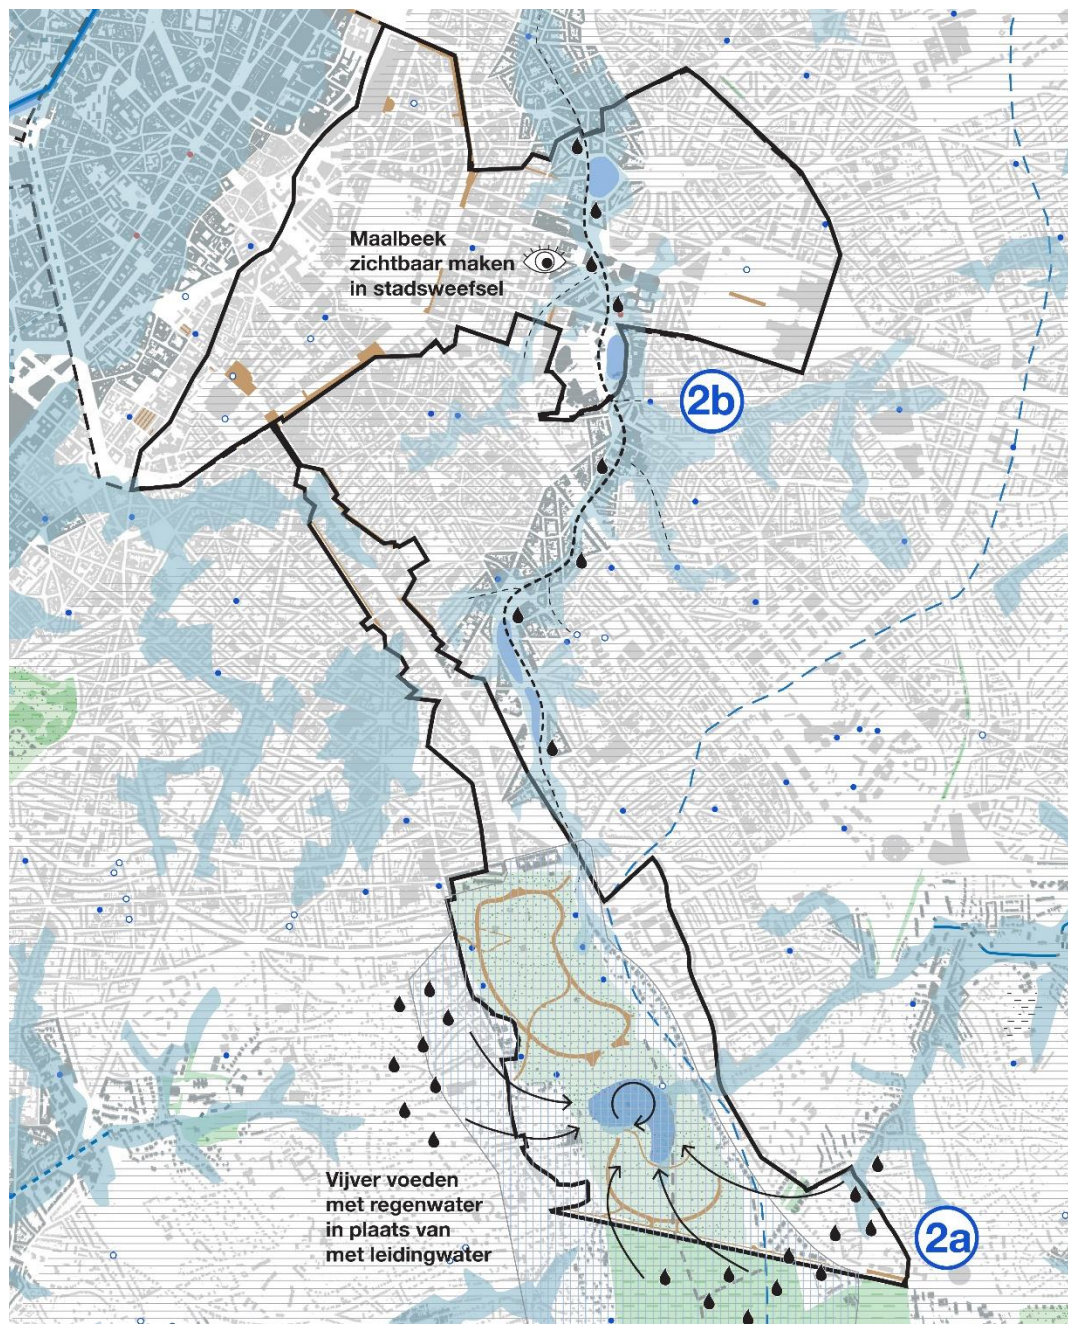 Maalbeek
zichtbaar maken
in stadsweefsel
2b
Vijver voeden
met regenwater
in plaats van
met leidingwater
2a